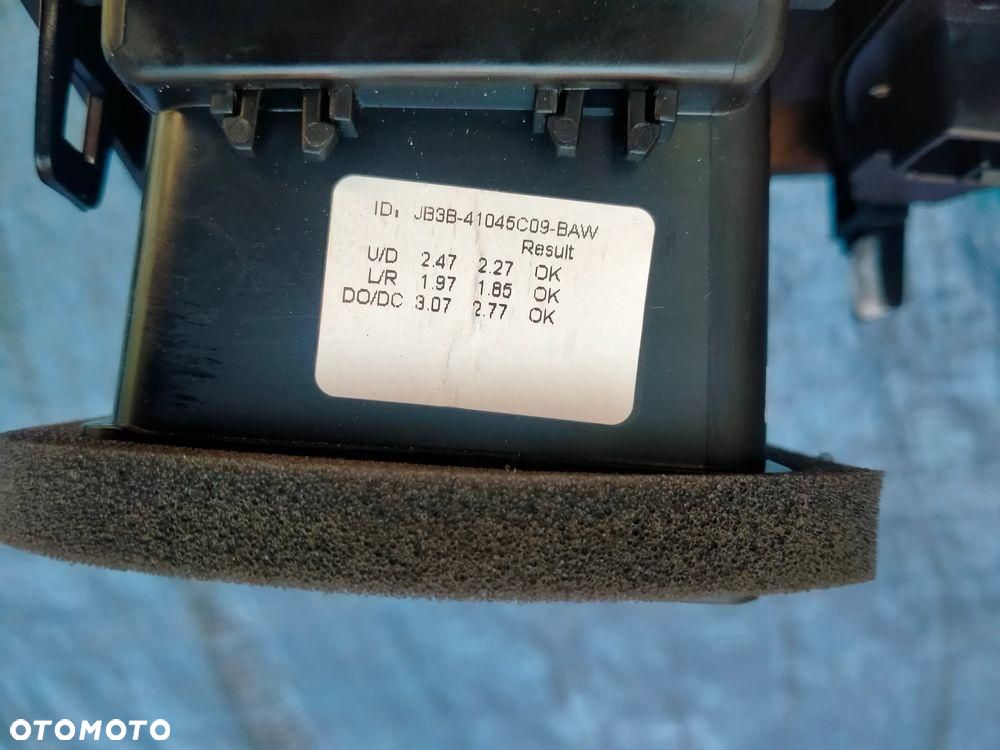 ID: JB3B-41045C09-BAW
Result
U/D 2.47 2.27 OK
L/R 1.97 1.85 OK
DO/DC 3.07 2.77 OK
OTOMOTO